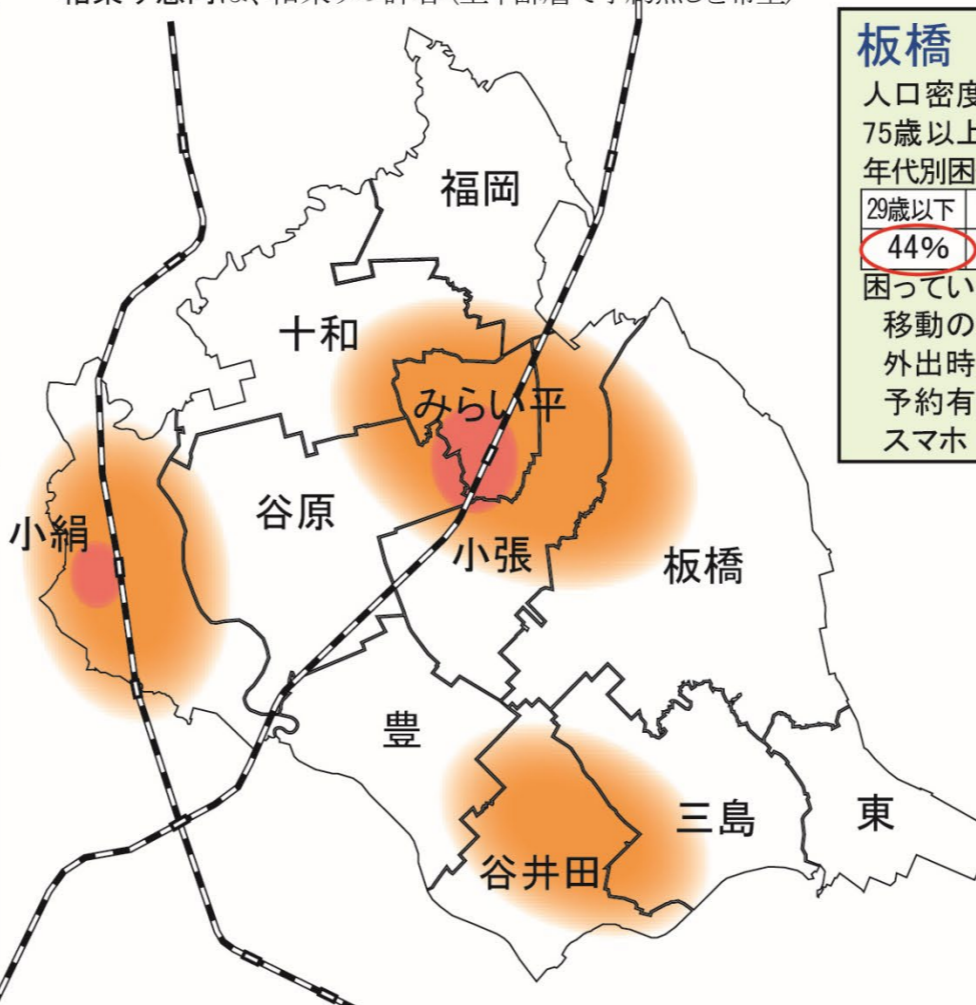 板橋
人口密度
75歳以上
年代別困
29歳以下
44%
困ってい
移動の
外出時
予約有
スマホ
福岡
十和
みらい平
谷原
小絹
小張
板橋
豊
三島
東
谷井田